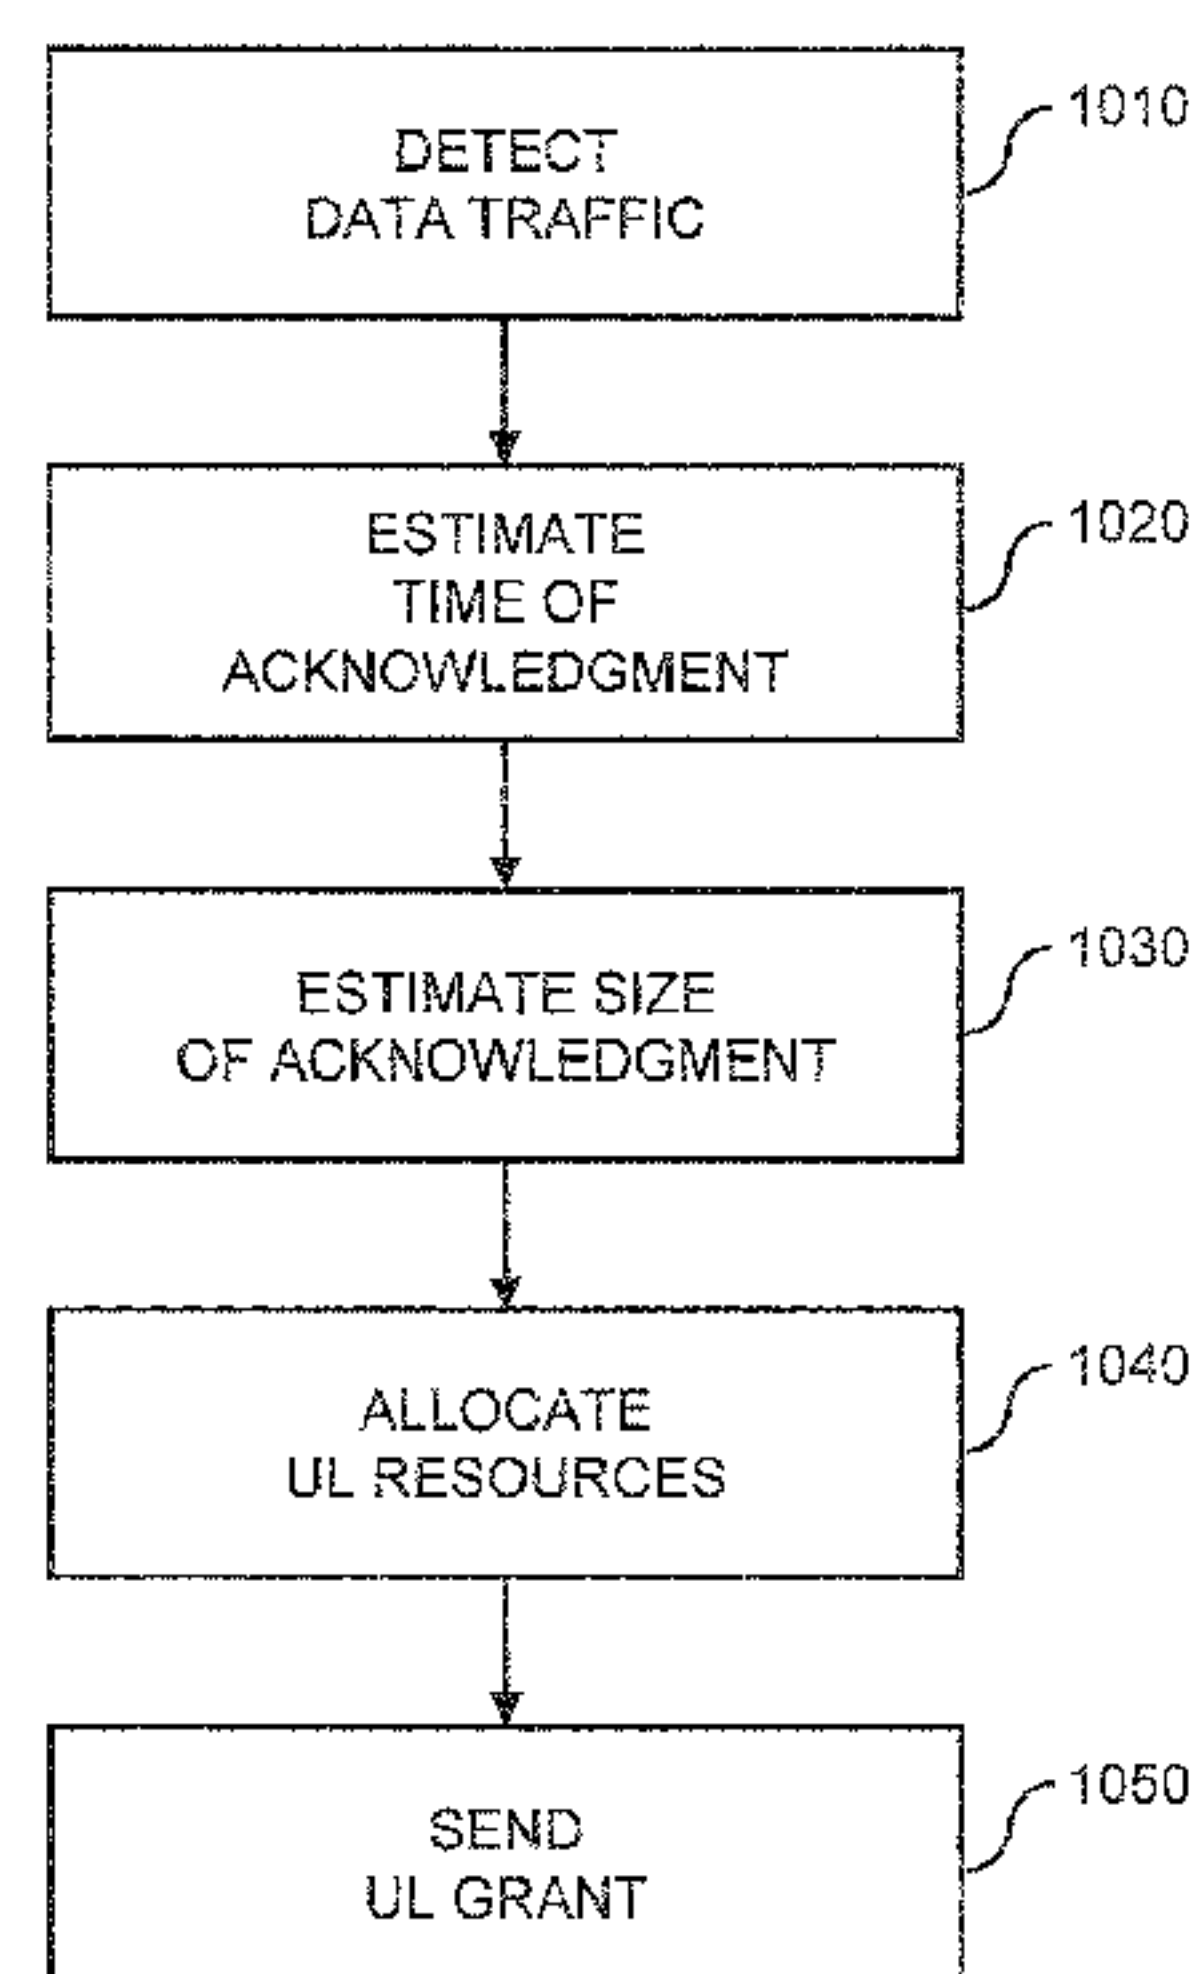 DETECT
DATA TRAFFIC
1010
ESTIMATE
TIME OF
ACKNOWLEDGMENT
1020
ESTIMATE SIZE
OF ACKNOWLEDGMENT
1030
ALLOCATE
UL RESOURCES
1040
SEND
UL GRANT
1050